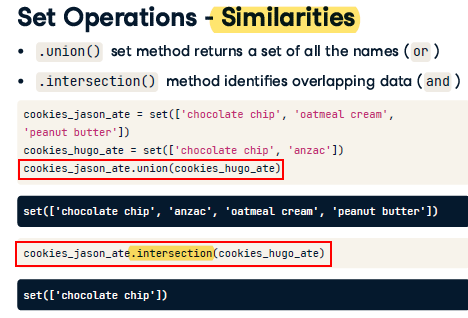 Set Operations - Similarities
• .union() set method returns a set of all the names ( or )
• .intersection() method identifies overlapping data ( and )
cookies_jason_ate = set(['chocolate chip', 'oatmeal cream',
'peanut butter'])
cookies_hugo_ate = set(['chocolate chip', 'anzac'])
cookies_jason_ate.union(cookies_hugo_ate)
set(['chocolate chip', 'anzac', 'oatmeal cream', 'peanut butter'])
cookies_jason_ate.intersection(cookies_hugo_ate)
set(['chocolate chip'])